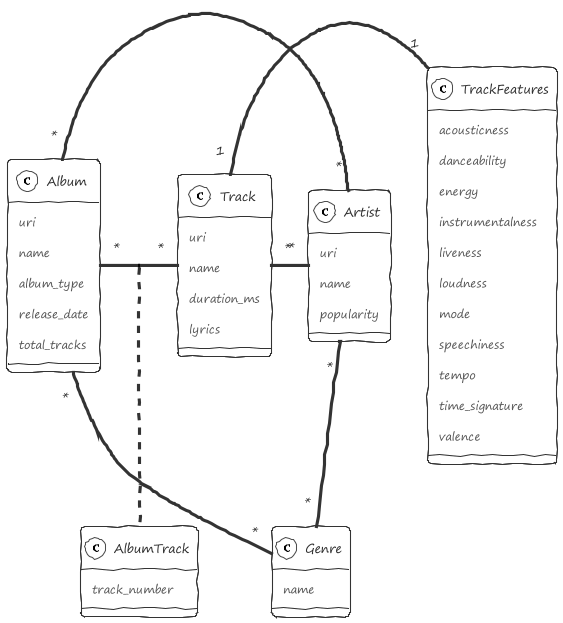 1
*
C TrackFeatures
acousticness
danceability
energy
instrumentalness
liveness
loudness
mode
speechiness
tempo
time_signature
valence
1
*
C Album
uri
name
album_type
release_date
total_tracks
C Track
uri
name
duration_ms
lyrics
C Artist
uri
name
popularity
* * **
*
*
*
*
C AlbumTrack
track_number
C Genre
name